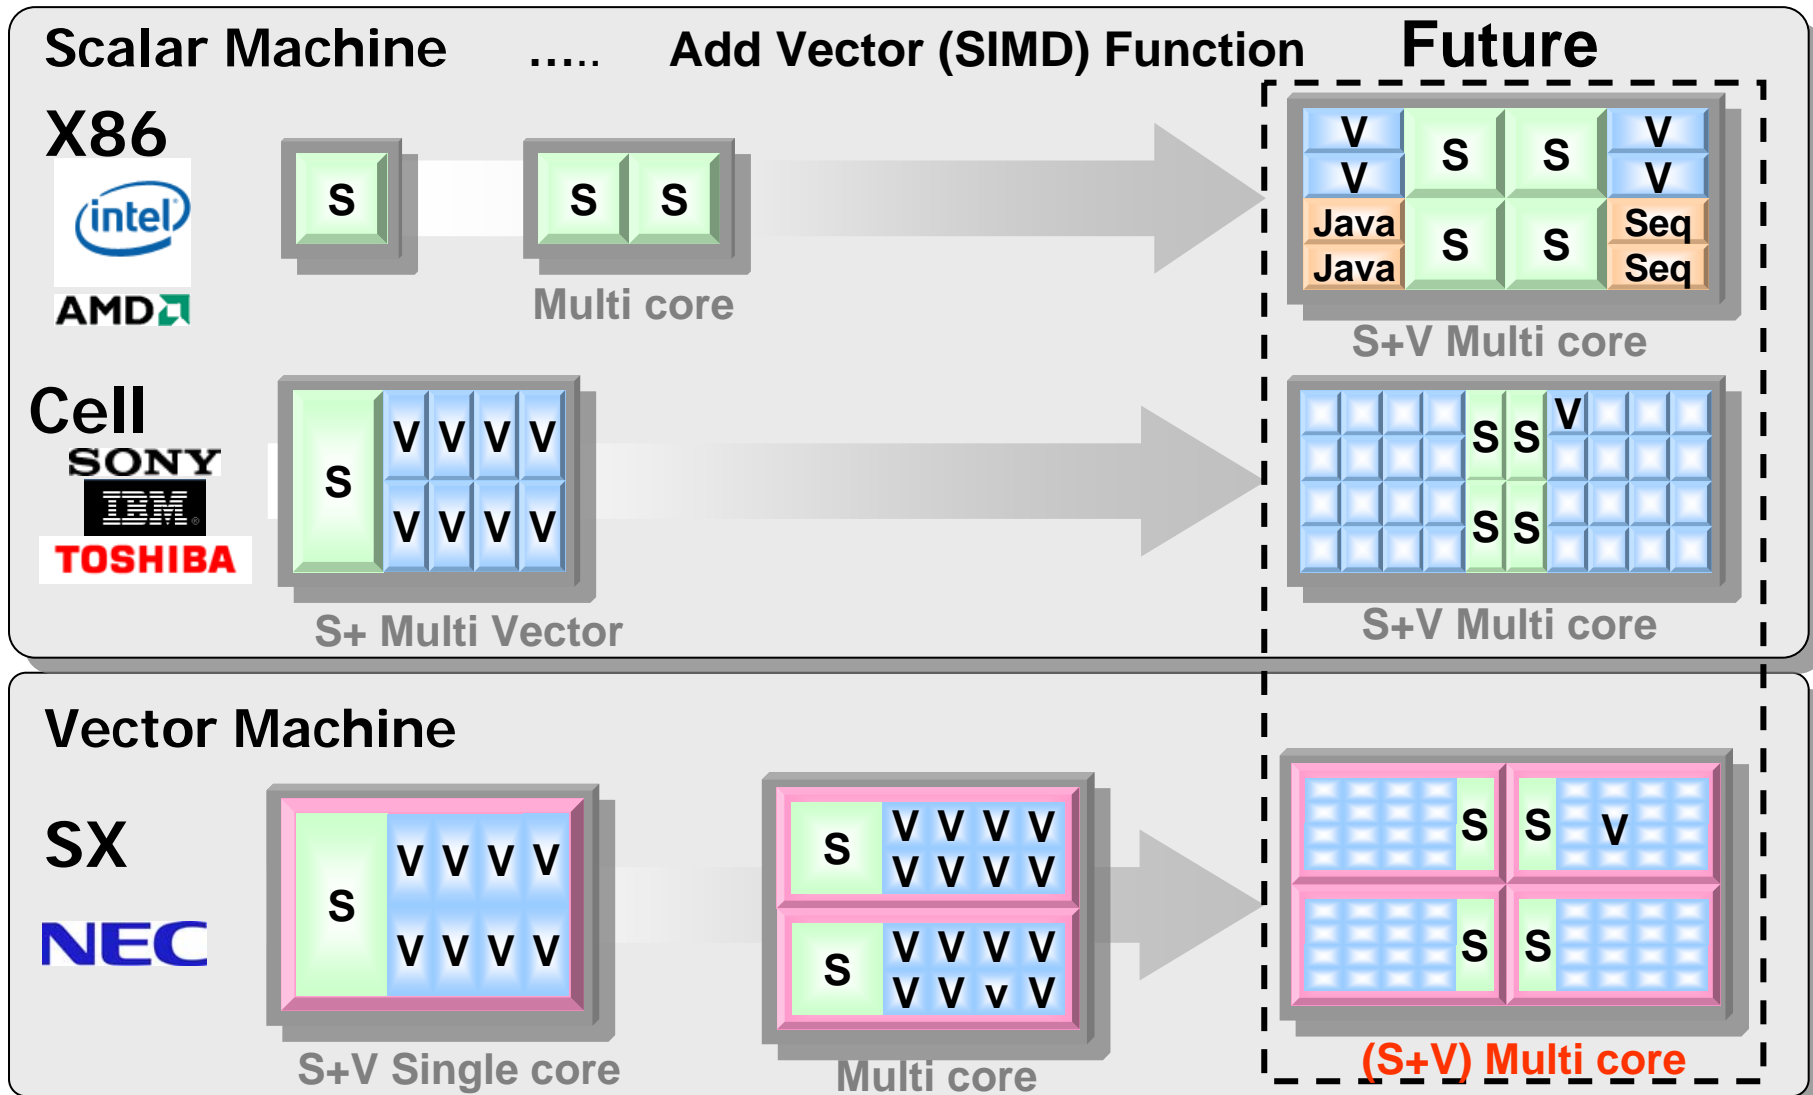 Scalar Machine ..... Add Vector (SIMD) Function Future
X86
intel
AMD
S
S S
Multi core
V S S V
V V
Java S S Seq
Java Seq
S+V Multi core
Cell
SONY
IBM
TOSHIBA
S
V V V V
V V V V
S+ Multi Vector
S S V
S S
S+V Multi core
Vector Machine
SX
NEC
S
V V V V
V V V V
S+V Single core
S
V V V V
V V V V
S
V V V V
V V v V
Multi core
S S V
S S
(S+V) Multi core